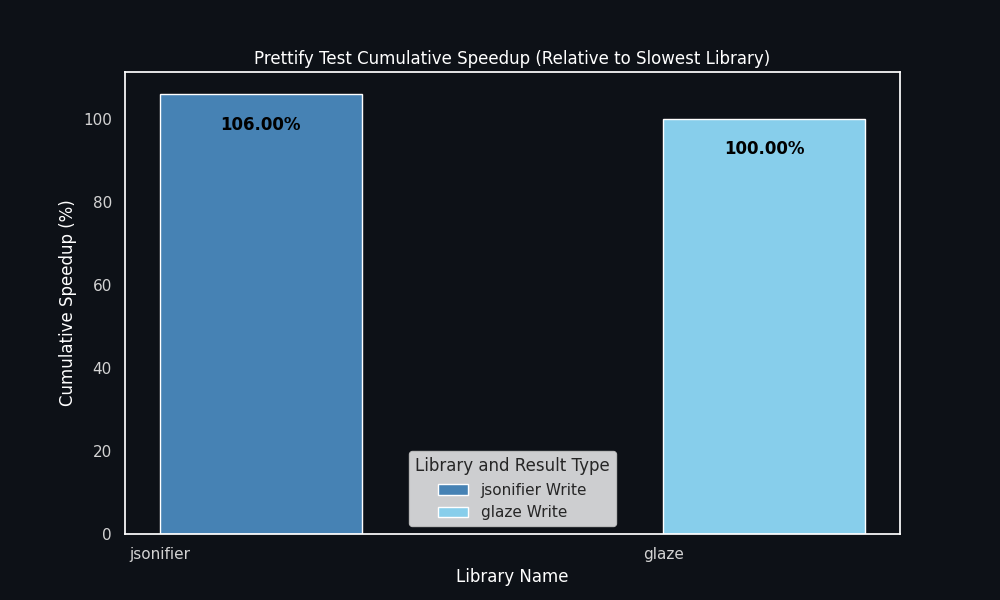 Prettify Test Cumulative Speedup (Relative to Slowest Library)
Cumulative Speedup (%)
100
80
60
40
20
0
106.00%
100.00%
Library and Result Type
jsonifier Write
glaze Write
jsonifier
glaze
Library Name